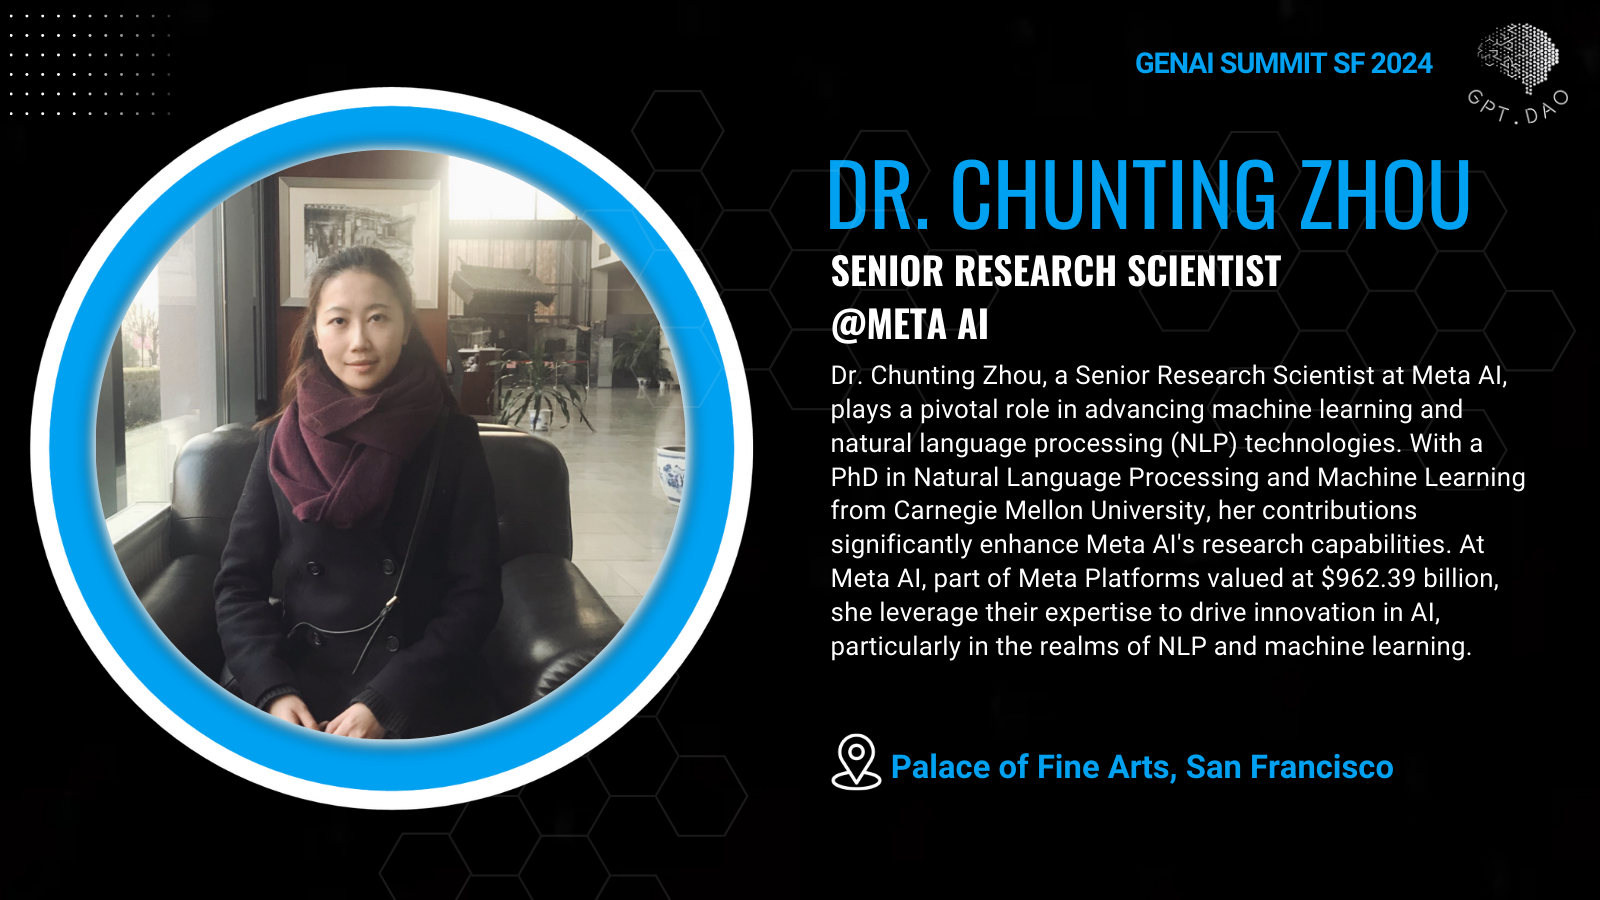 GENAI SUMMIT SF 2024
GPT.DAO
DR. CHUNTING ZHOU
SENIOR RESEARCH SCIENTIST
@META AI
Dr. Chunting Zhou, a Senior Research Scientist at Meta AI,
plays a pivotal role in advancing machine learning and
natural language processing (NLP) technologies. With a
PhD in Natural Language Processing and Machine Learning
from Carnegie Mellon University, her contributions
significantly enhance Meta AI's research capabilities. At
Meta AI, part of Meta Platforms valued at $962.39 billion,
she leverage their expertise to drive innovation in AI,
particularly in the realms of NLP and machine learning.
Palace of Fine Arts, San Francisco